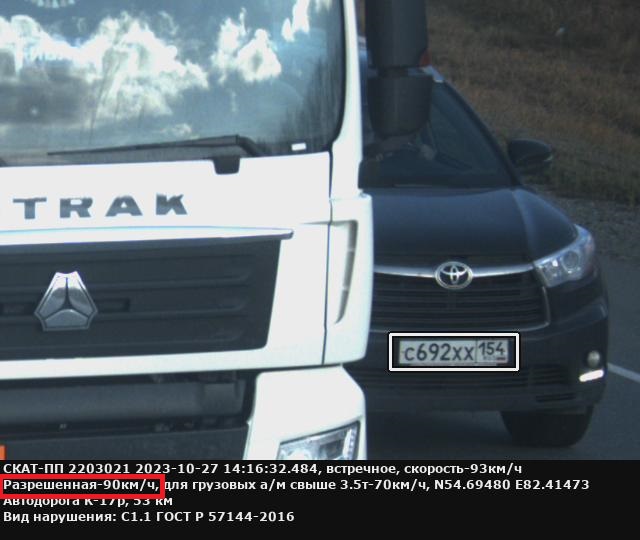 TRAK
С692ХХ 154
СКАТ-ПП 2203021 2023-10-27 14:16:32.484, встречное, скорость-93км/ч
Разрешенная-90км/ч, для грузовых а/м свыше 3.5т-70км/ч, N54.69480 E82.41473
Автодорога К-17р, 53 км
Вид нарушения: С1.1 ГОСТ Р 57144-2016